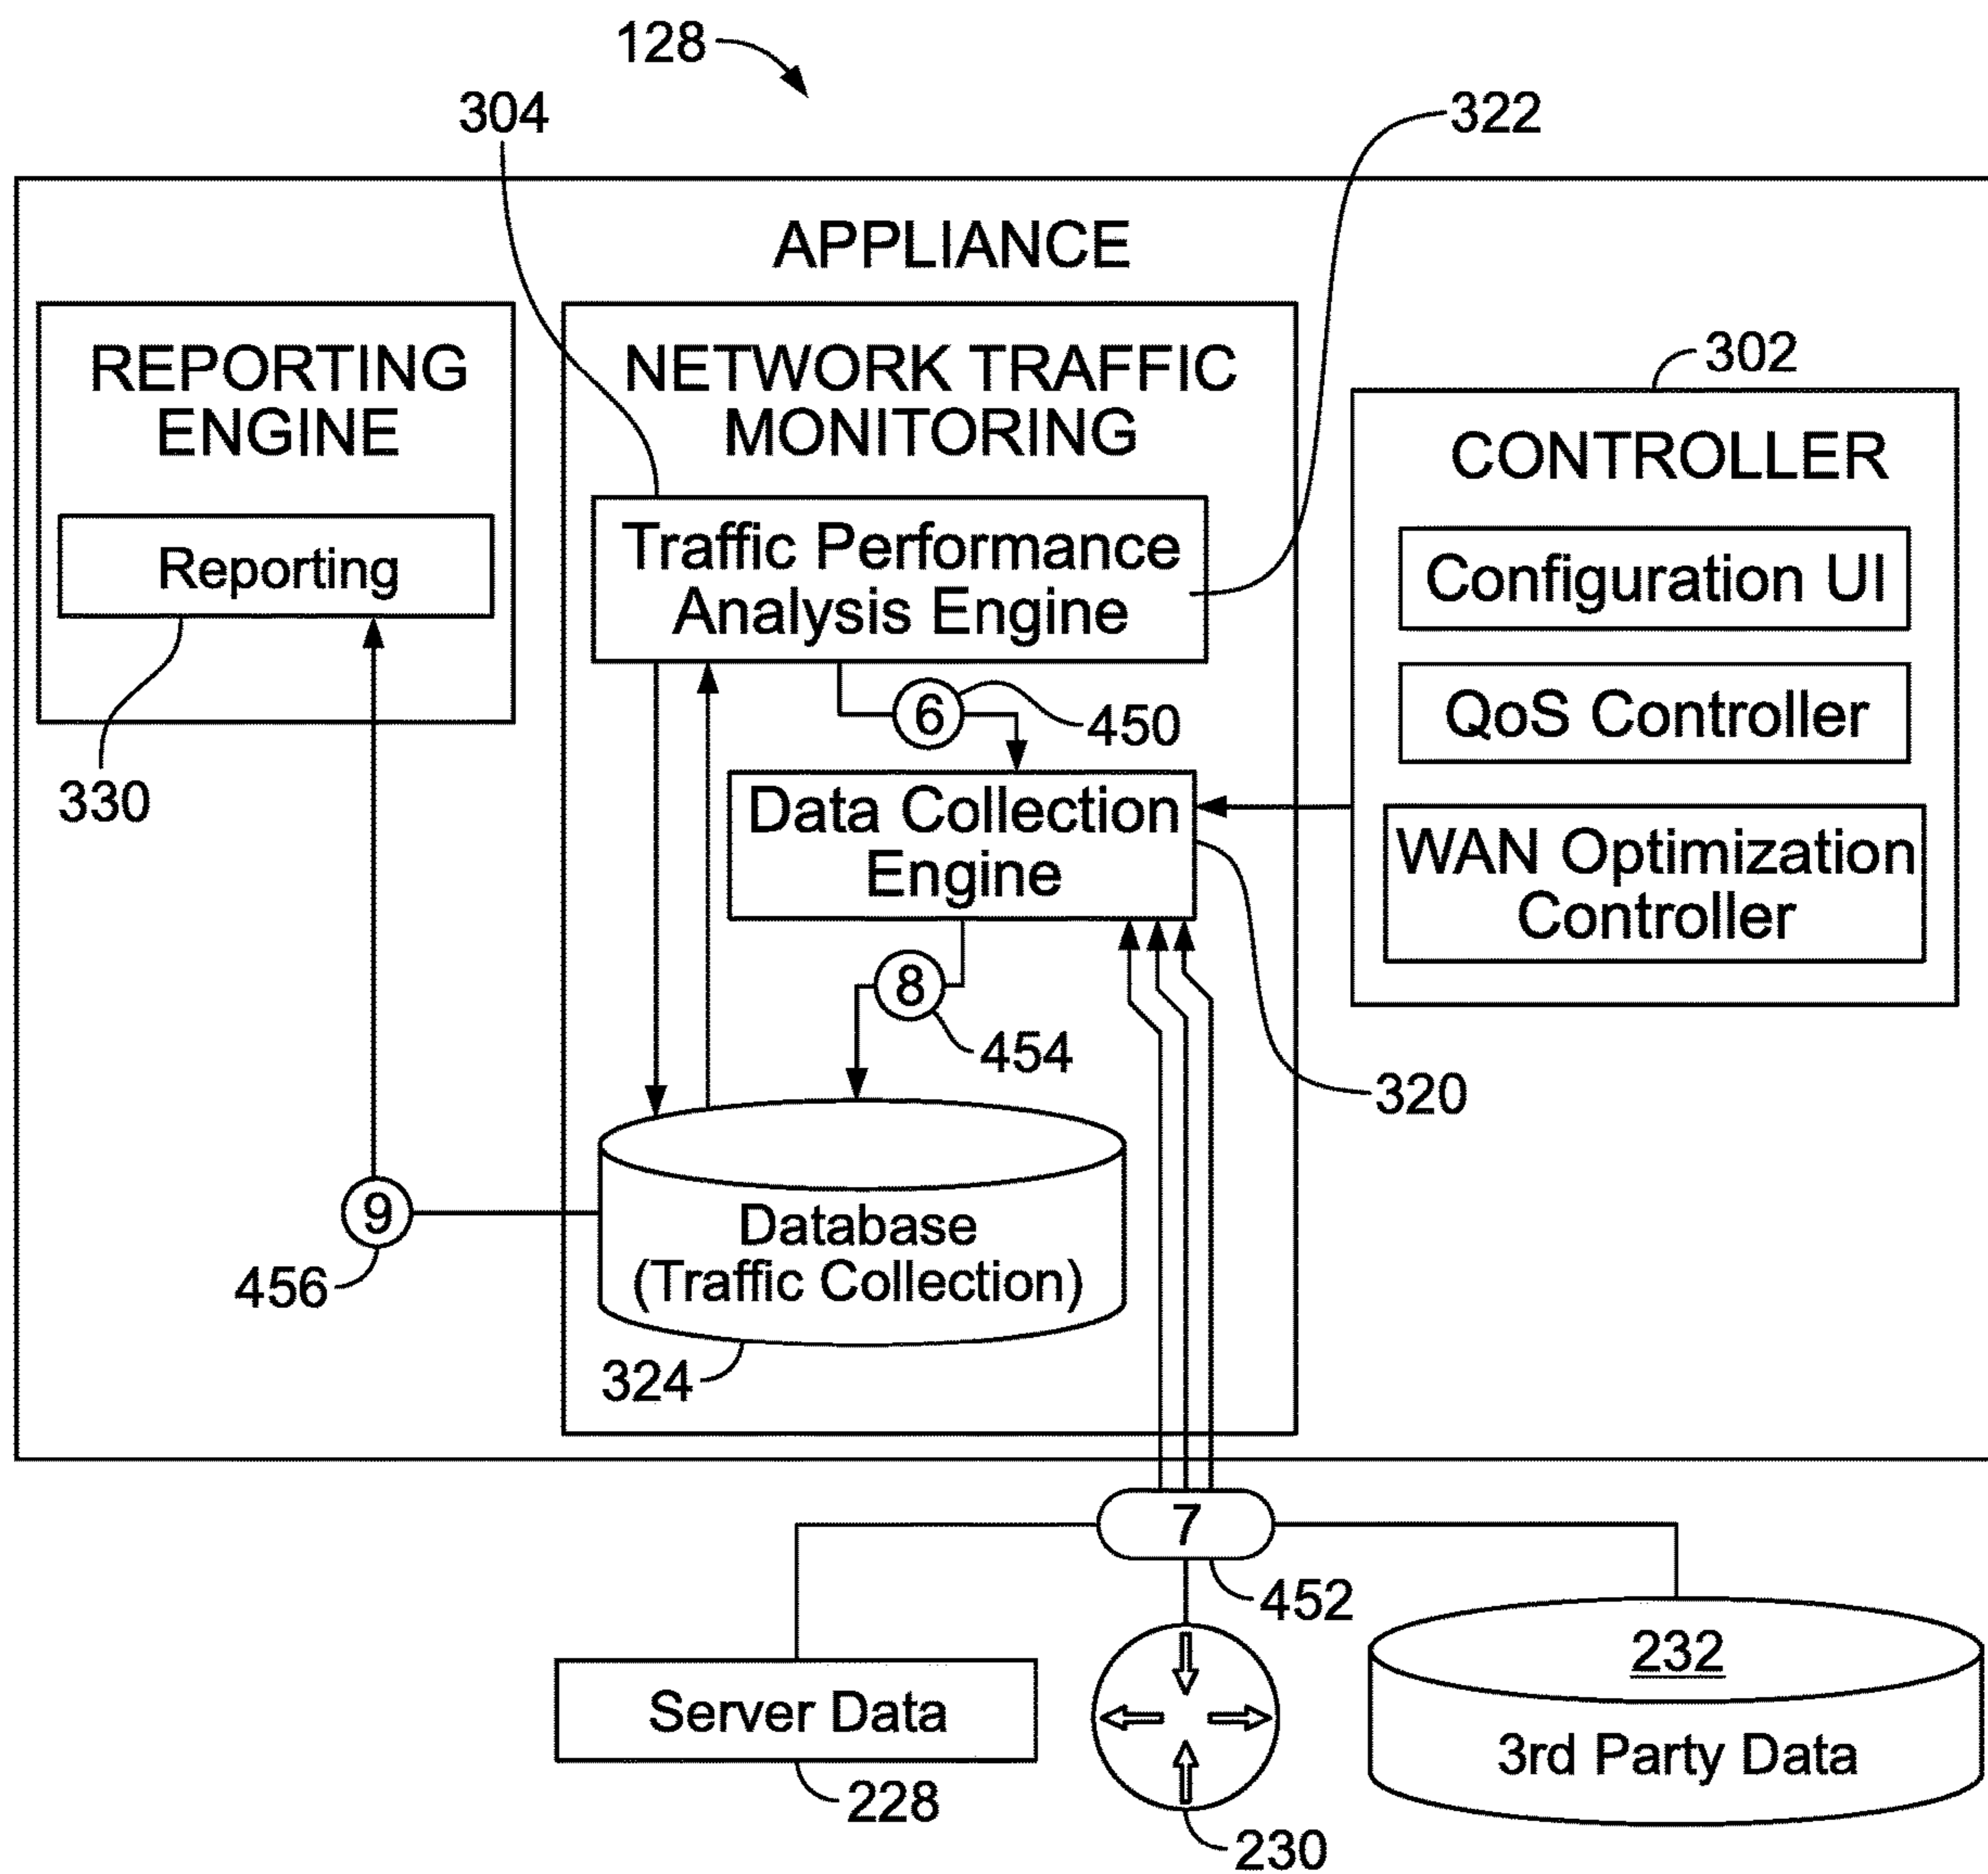 128
304
322
APPLIANCE
REPORTING
ENGINE
Reporting
330
NETWORK TRAFFIC
MONITORING
Traffic Performance
Analysis Engine
6
450
Data Collection
Engine
8
454
320
302
CONTROLLER
Configuration UI
QoS Controller
WAN Optimization
Controller
9
456
Database
(Traffic Collection)
324
7
452
Server Data
228
230
232
3rd Party Data